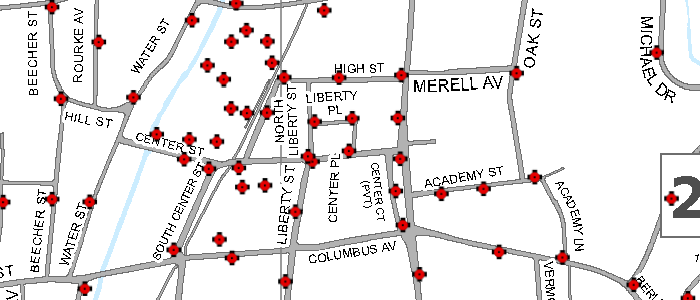 BEECHER ST
ROURKE AV
WATER ST
OAK ST
MICHAEL DR
HIGH ST
MERELL AV
LIBERTY
PL
HILL ST
NORTH
LIBERTY ST
CENTER ST
CENTER PL
CENTER CT
(PVT)
ACADEMY ST
ACADEMY LN
2
BEECHER ST
WATER ST
SOUTH CENTER ST
LIBERTY ST
COLUMBUS AV
ST